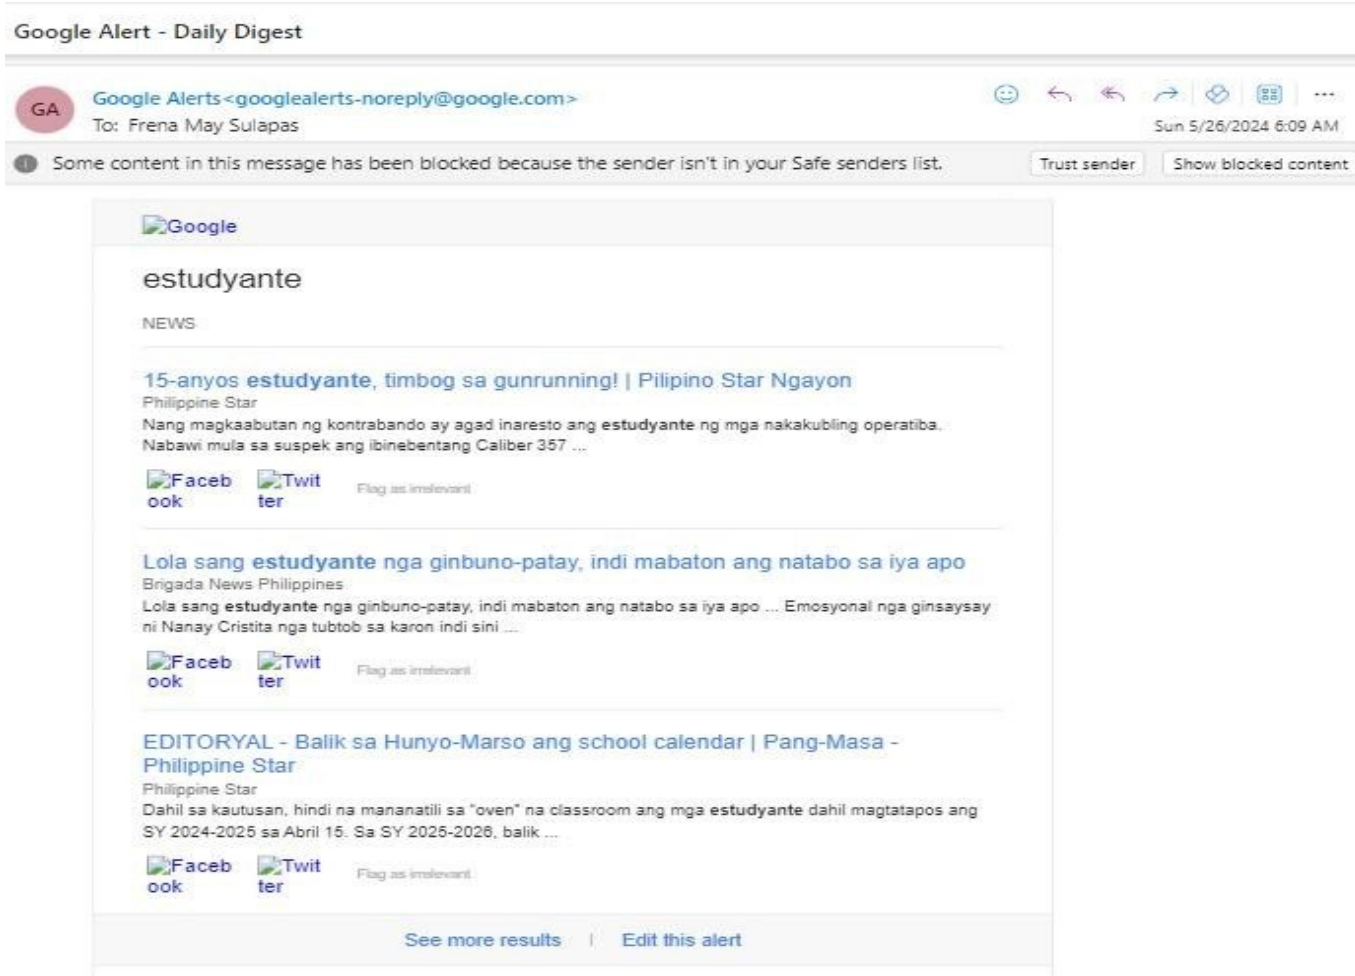 Google Alert - Daily Digest
GA
Google Alerts<googlealerts-noreply@google.com>
To: Frena May Sulapas
Sun 5/26/2024 6:09 AM
Some content in this message has been blocked because the sender isn't in your Safe senders list.
Trust sender
Show blocked content
Google
estudyante
NEWS
15-anyos estudyante, timbog sa gunrunning! | Pilipino Star Ngayon
Philippine Star
Nang magkaabutan ng kontrabando ay agad inaresto ang estudyante ng mga nakakubling operatiba.
Nabawi mula sa suspek ang ibinebentang Caliber 357 ...
Faceb
ook
Twit
ter
Flag as irrelevant
Lola sang estudyante nga ginbuno-patay, indi mabaton ang natabo sa iya apo
Brigada News Philippines
Lola sang estudyante nga ginbuno-patay, indi mabaton ang natabo sa iya apo ... Emosyonal nga ginsaysay
ni Nanay Cristita nga tubtob sa karon indi sini ...
Faceb
ook
Twit
ter
Flag as irrelevant
EDITORYAL - Balik sa Hunyo-Marso ang school calendar | Pang-Masa -
Philippine Star
Philippine Star
Dahil sa kautusan, hindi na mananatili sa "oven" na classroom ang mga estudyante dahil magtatapos ang
SY 2024-2025 sa Abril 15. Sa SY 2025-2026, balik ...
Faceb
ook
Twit
ter
Flag as irrelevant
See more results | Edit this alert